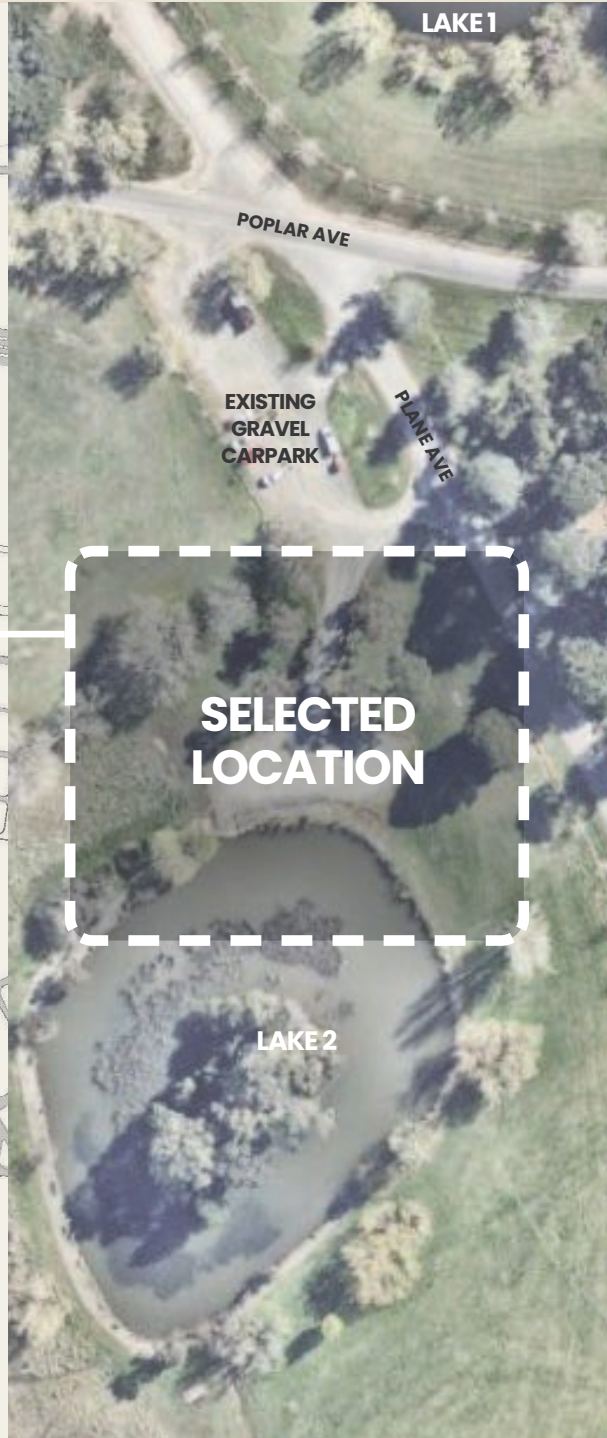 LAKE 1
POPLAR AVE
EXISTING
GRAVEL
CARPARK
PLANE AVE
SELECTED
LOCATION
LAKE 2